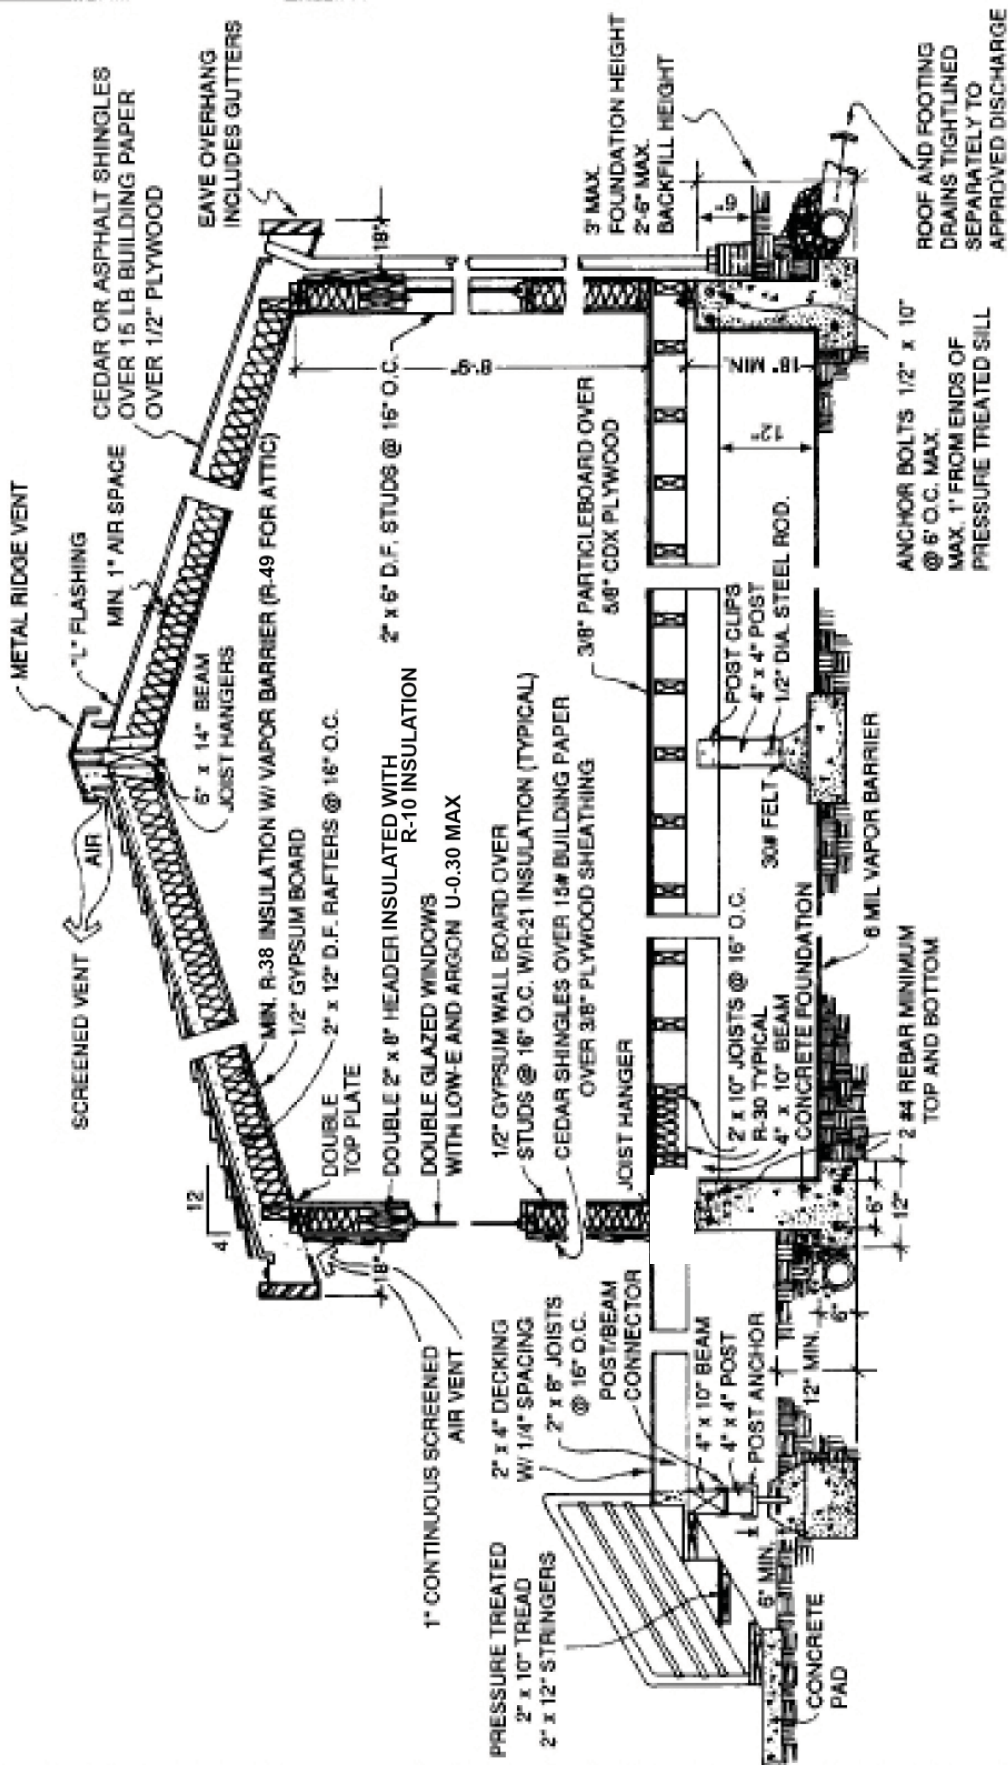 METAL RIDGE VENT
"L" FLASHING
MIN. 1" AIR SPACE
CEDAR OR ASPHALT SHINGLES
OVER 15 LB BUILDING PAPER
OVER 1/2" PLYWOOD
EAVE OVERHANG
INCLUDES GUTTERS
SCREENED VENT
AIR
6" x 14" BEAM
JOIST HANGERS
12
4
MIN. R-38 INSULATION W/ VAPOR BARRIER (R-49 FOR ATTIC)
1/2" GYPSUM BOARD
2" x 12" D.F. RAFTERS @ 16" O.C.
DOUBLE
TOP PLATE
DOUBLE 2" x 8" HEADER INSULATED WITH
R-10 INSULATION
DOUBLE GLAZED WINDOWS
WITH LOW-E AND ARGON U-0.30 MAX
2" x 6" D.F. STUDS @ 16" O.C.
18"
18"
8'-9"
1" CONTINUOUS SCREENED
AIR VENT
1/2" GYPSUM WALL BOARD OVER
STUDS @ 16" O.C. W/R-21 INSULATION (TYPICAL)
CEDAR SHINGLES OVER 15# BUILDING PAPER
OVER 3/8" PLYWOOD SHEATHING
3/8" PARTICLEBOARD OVER
5/8" CDX PLYWOOD
3' MAX.
FOUNDATION HEIGHT
2'-6" MAX.
BACKFILL HEIGHT
6"
JOIST HANGER
2" x 4" DECKING
W/ 1/4" SPACING
2" x 8" JOISTS
@ 16" O.C.
POST/BEAM
CONNECTOR
4" x 10" BEAM
4" x 4" POST
POST ANCHOR
PRESSURE TREATED
2" x 10" TREAD
2" x 12" STRINGERS
6" MIN.
CONCRETE
PAD
12" MIN.
6"
6"
12"
2" x 10" JOISTS @ 16" O.C.
R-30 TYPICAL
4" x 10" BEAM
CONCRETE FOUNDATION
2 #4 REBAR MINIMUM
TOP AND BOTTOM
POST CLIPS
4" x 4" POST
1/2" DIA. STEEL ROD.
30# FELT
6 MIL VAPOR BARRIER
12"
18" MIN.
ANCHOR BOLTS 1/2" x 10"
@ 6' O.C. MAX.
MAX. 1' FROM ENDS OF
PRESSURE TREATED SILL
ROOF AND FOOTING
DRAINS TIGHTLINED
SEPARATELY TO
APPROVED DISCHARGE